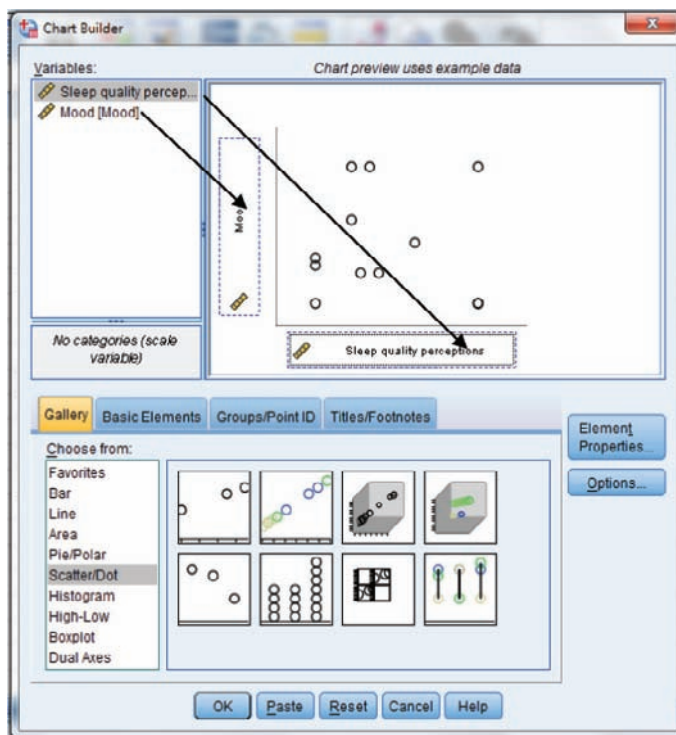 Chart Builder
X
Variables:
Chart preview uses example data
Sleep quality percep...
Mood [Mood]
Moo
Sleep quality perceptions
No categories (scale
variable)
Gallery
Basic Elements
Groups/Point ID
Titles/Footnotes
Choose from:
Favorites
Bar
Line
Area
Pie/Polar
Scatter/Dot
Histogram
High-Low
Boxplot
Dual Axes
Element
Properties...
Options...
OK
Paste
Reset
Cancel
Help